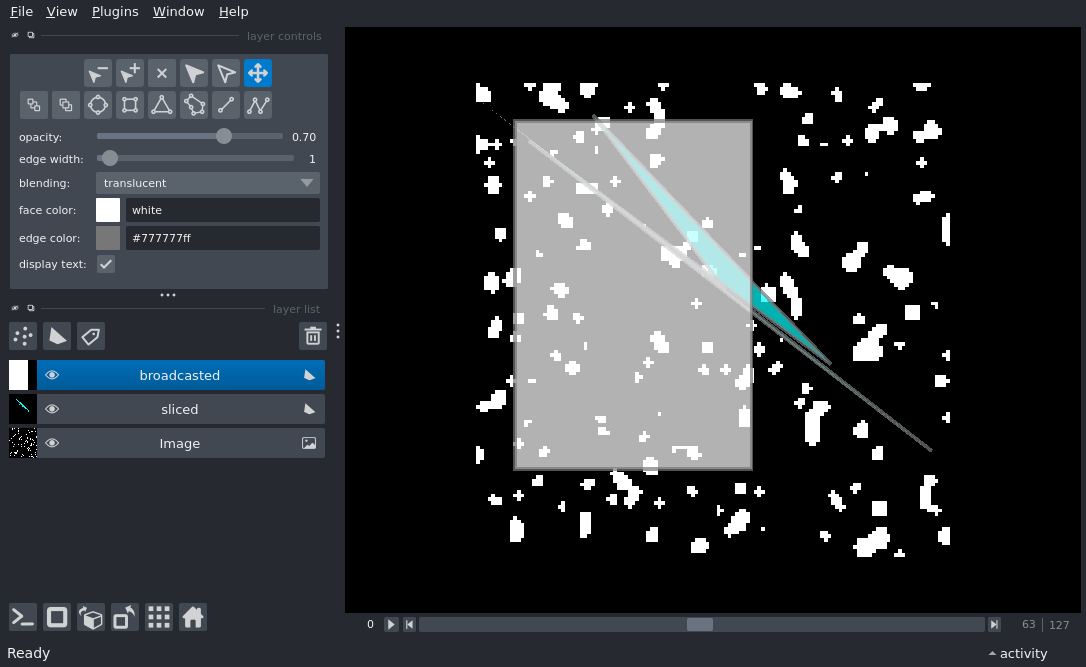 File View Plugins Window Help
layer controls
opacity: 0.70
edge width: 1
blending: translucent
face color: white
edge color: #777777ff
display text:
layer list
broadcasted
sliced
Image
0 63 127
Ready activity